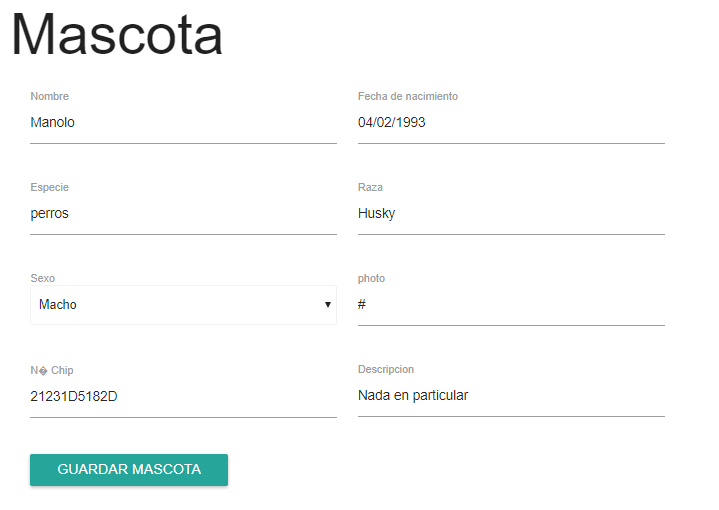 Mascota
Nombre
Fecha de nacimiento
Manolo
04/02/1993
Especie
Raza
perros
Husky
Sexo
photo
Macho
#
N� Chip
Descripcion
21231D5182D
Nada en particular
GUARDAR MASCOTA